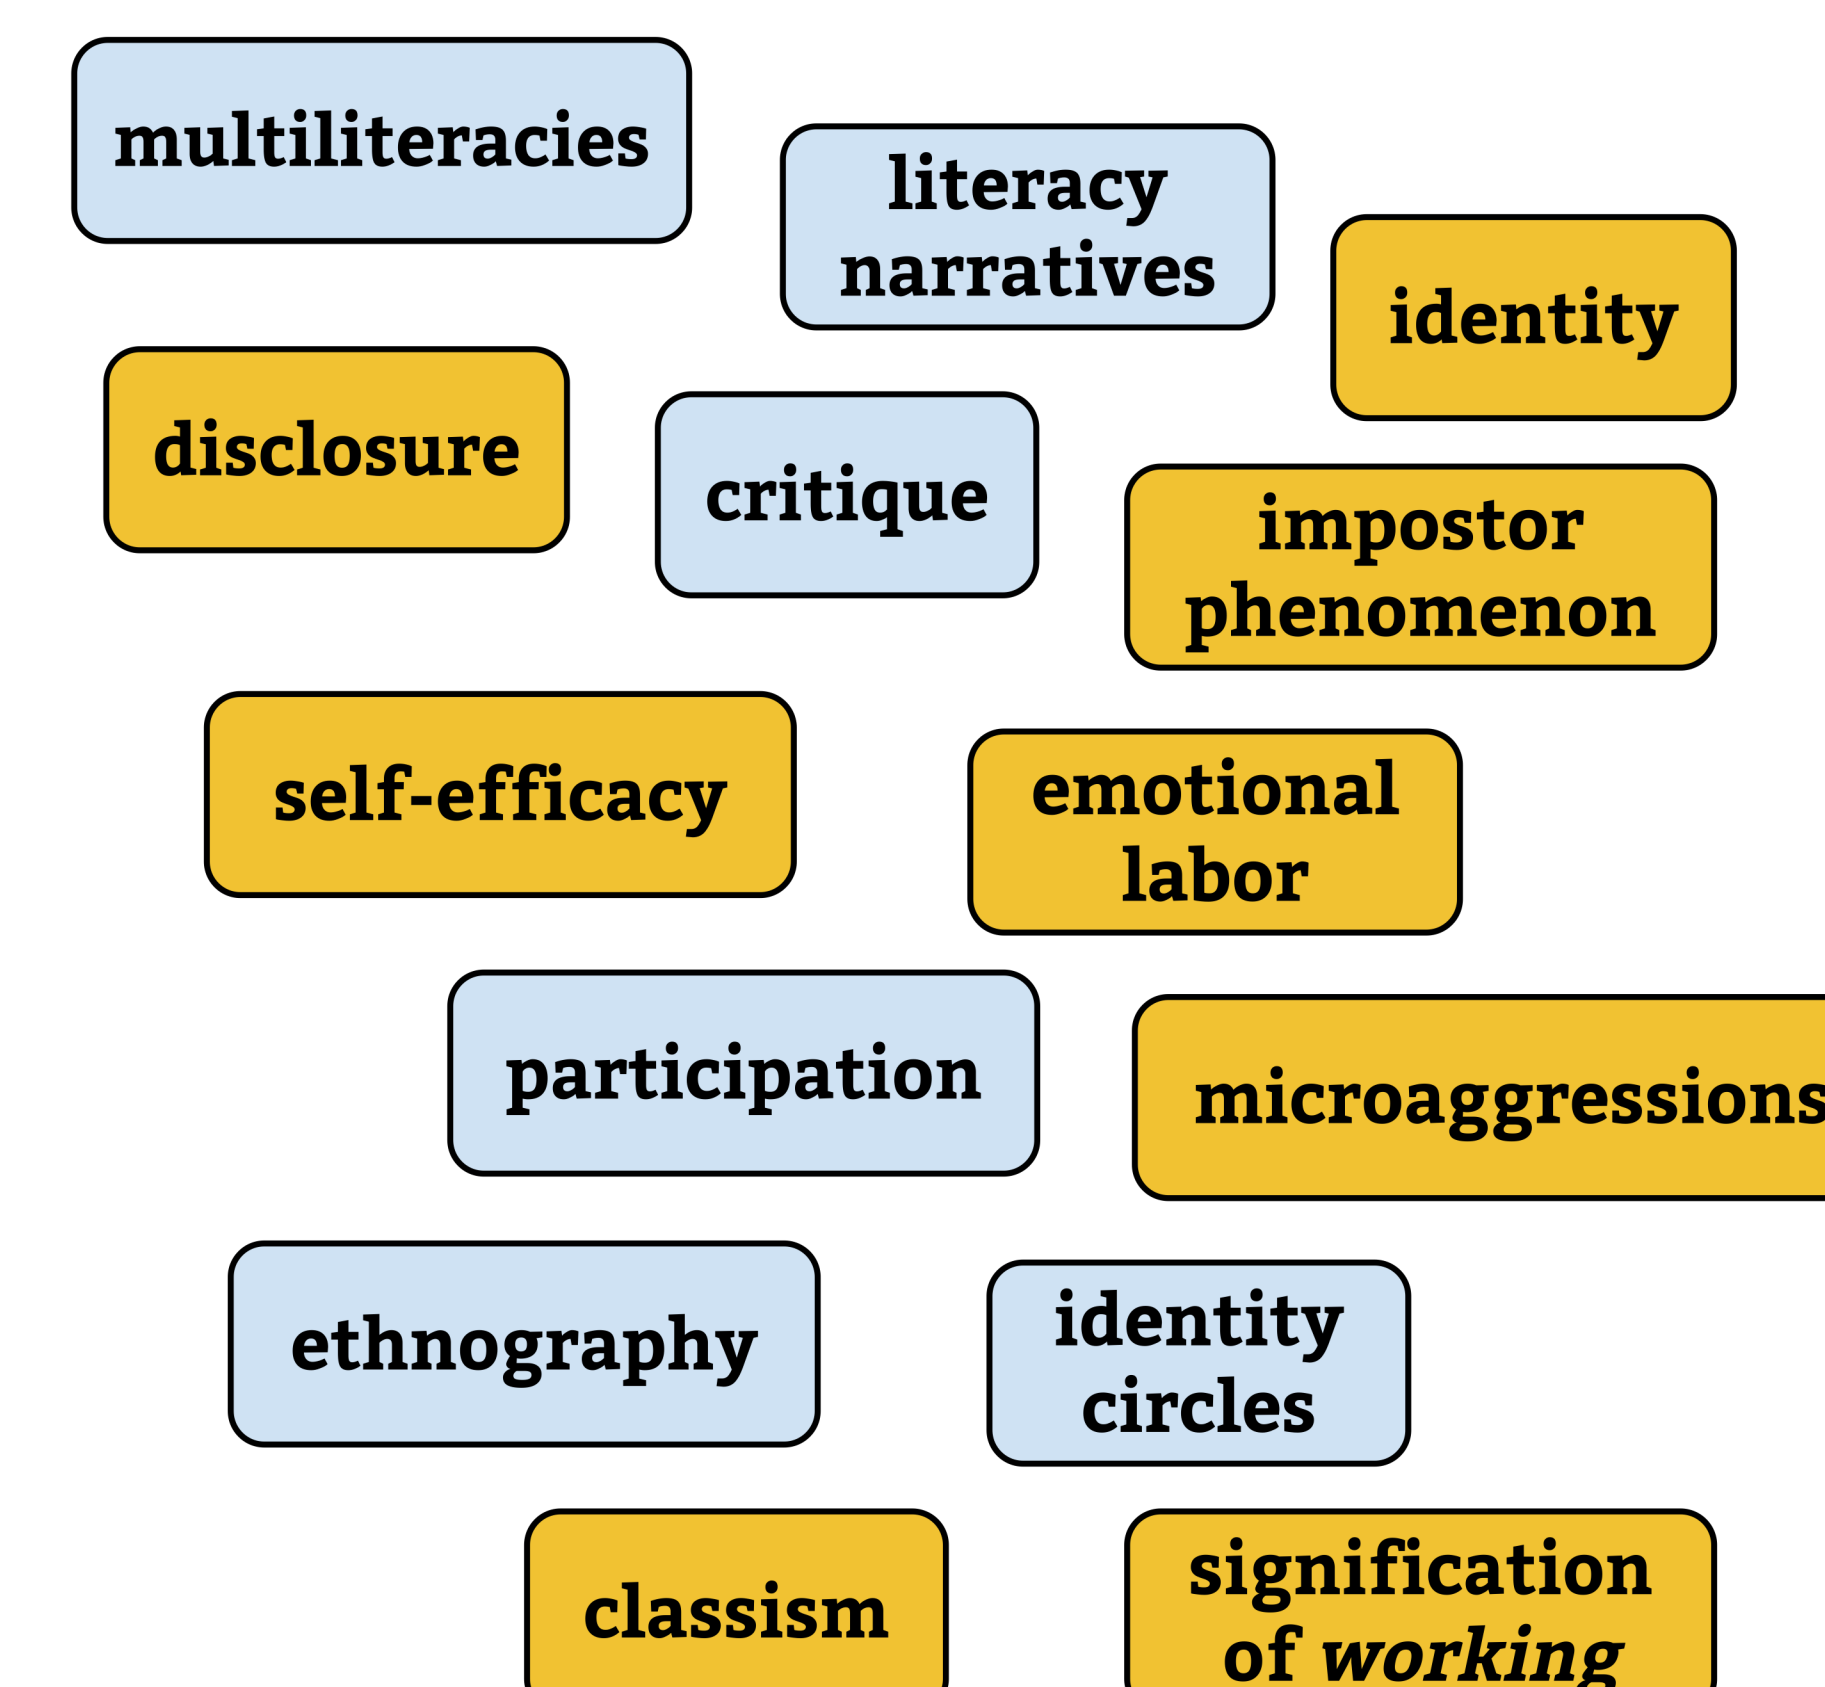 multiliteracies
literacy
narratives
identity
disclosure
critique
impostor
phenomenon
self-efficacy
emotional
labor
participation
microaggressions
ethnography
identity
circles
classism
signification
of working